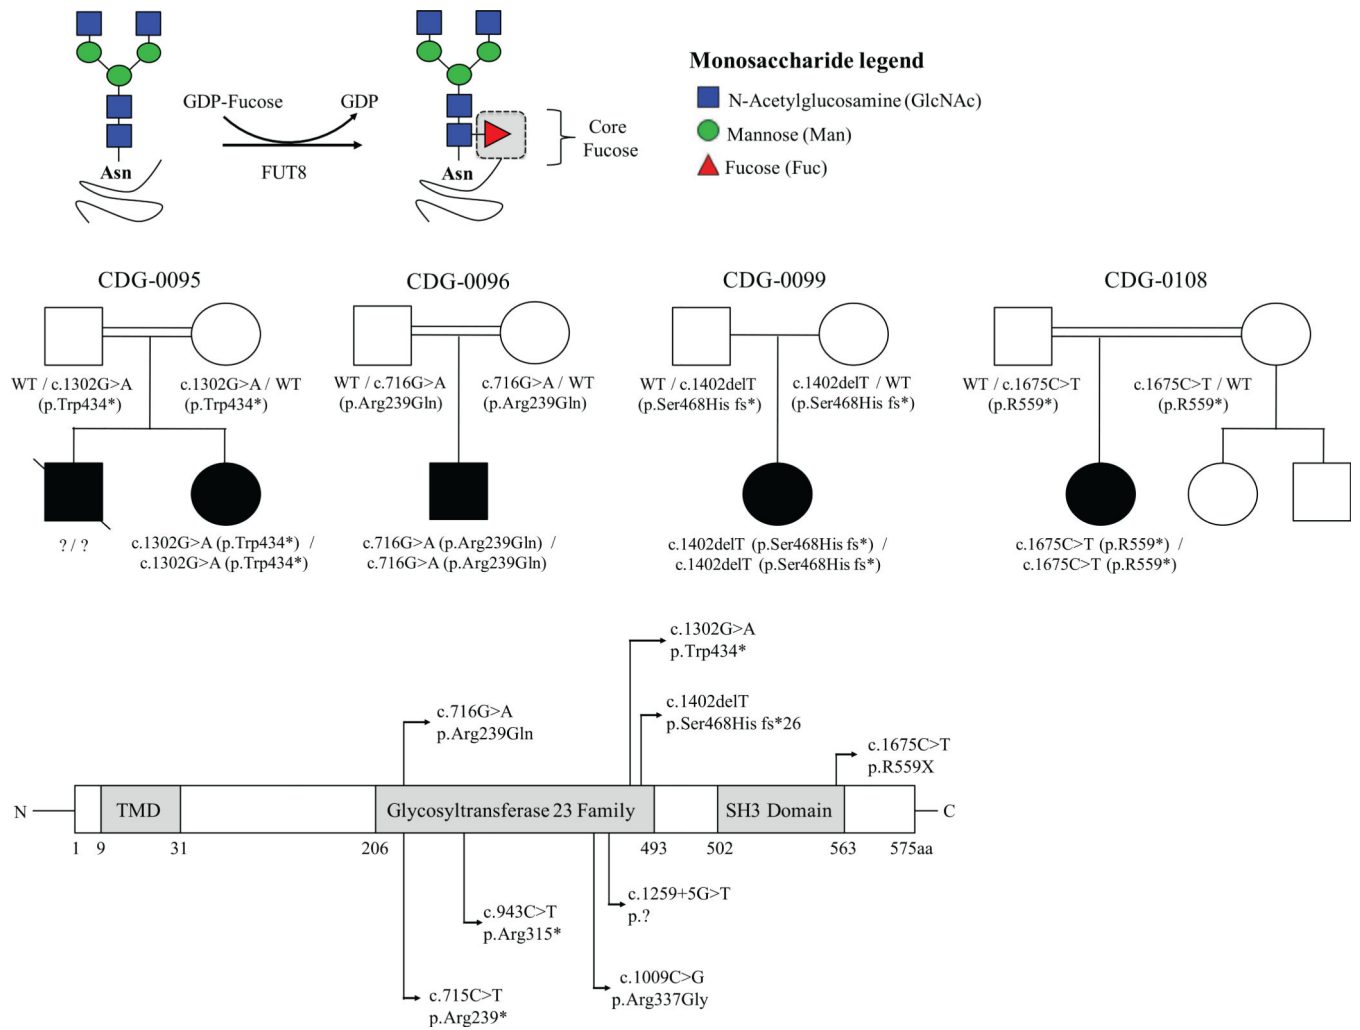 GDP-Fucose
GDP
FUT8
Asn
Asn
Core
Fucose
Monosaccharide legend
N-Acetylglucosamine (GlcNAc)
Mannose (Man)
Fucose (Fuc)
CDG-0095
WT / c.1302G>A
(p.Trp434*)
c.1302G>A / WT
(p.Trp434*)
? / ?
c.1302G>A (p.Trp434*) /
c.1302G>A (p.Trp434*)
CDG-0096
WT / c.716G>A
(p.Arg239Gln)
c.716G>A / WT
(p.Arg239Gln)
c.716G>A (p.Arg239Gln) /
c.716G>A (p.Arg239Gln)
CDG-0099
WT / c.1402delT
(p.Ser468His fs*)
c.1402delT / WT
(p.Ser468His fs*)
c.1402delT (p.Ser468His fs*) /
c.1402delT (p.Ser468His fs*)
CDG-0108
WT / c.1675C>T
(p.R559*)
c.1675C>T / WT
(p.R559*)
c.1675C>T (p.R559*) /
c.1675C>T (p.R559*)
c.1302G>A
p.Trp434*
c.716G>A
p.Arg239Gln
c.1402delT
p.Ser468His fs*26
c.1675C>T
p.R559X
N
TMD
Glycosyltransferase 23 Family
SH3 Domain
C
1 9 31 206 493 502 563 575aa
c.943C>T
p.Arg315*
c.1259+5G>T
p.?
c.715C>T
p.Arg239*
c.1009C>G
p.Arg337Gly